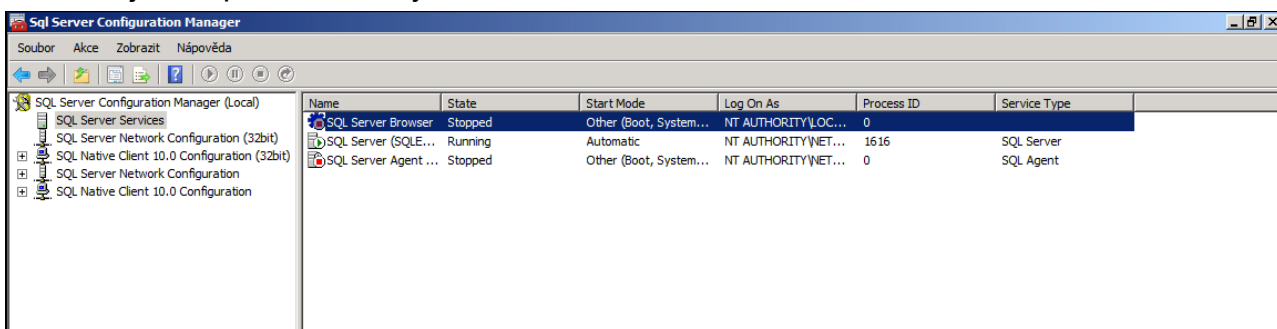 Sql Server Configuration Manager
Soubor Akce Zobrazit Nápověda
SQL Server Configuration Manager (Local)
SQL Server Services
SQL Server Network Configuration (32bit)
SQL Native Client 10.0 Configuration (32bit)
SQL Server Network Configuration
SQL Native Client 10.0 Configuration
Name State Start Mode Log On As Process ID Service Type
SQL Server Browser Stopped Other (Boot, System... NT AUTHORITY\LOC... 0
SQL Server (SQLE... Running Automatic NT AUTHORITY\NET... 1616 SQL Server
SQL Server Agent ... Stopped Other (Boot, System... NT AUTHORITY\NET... 0 SQL Agent